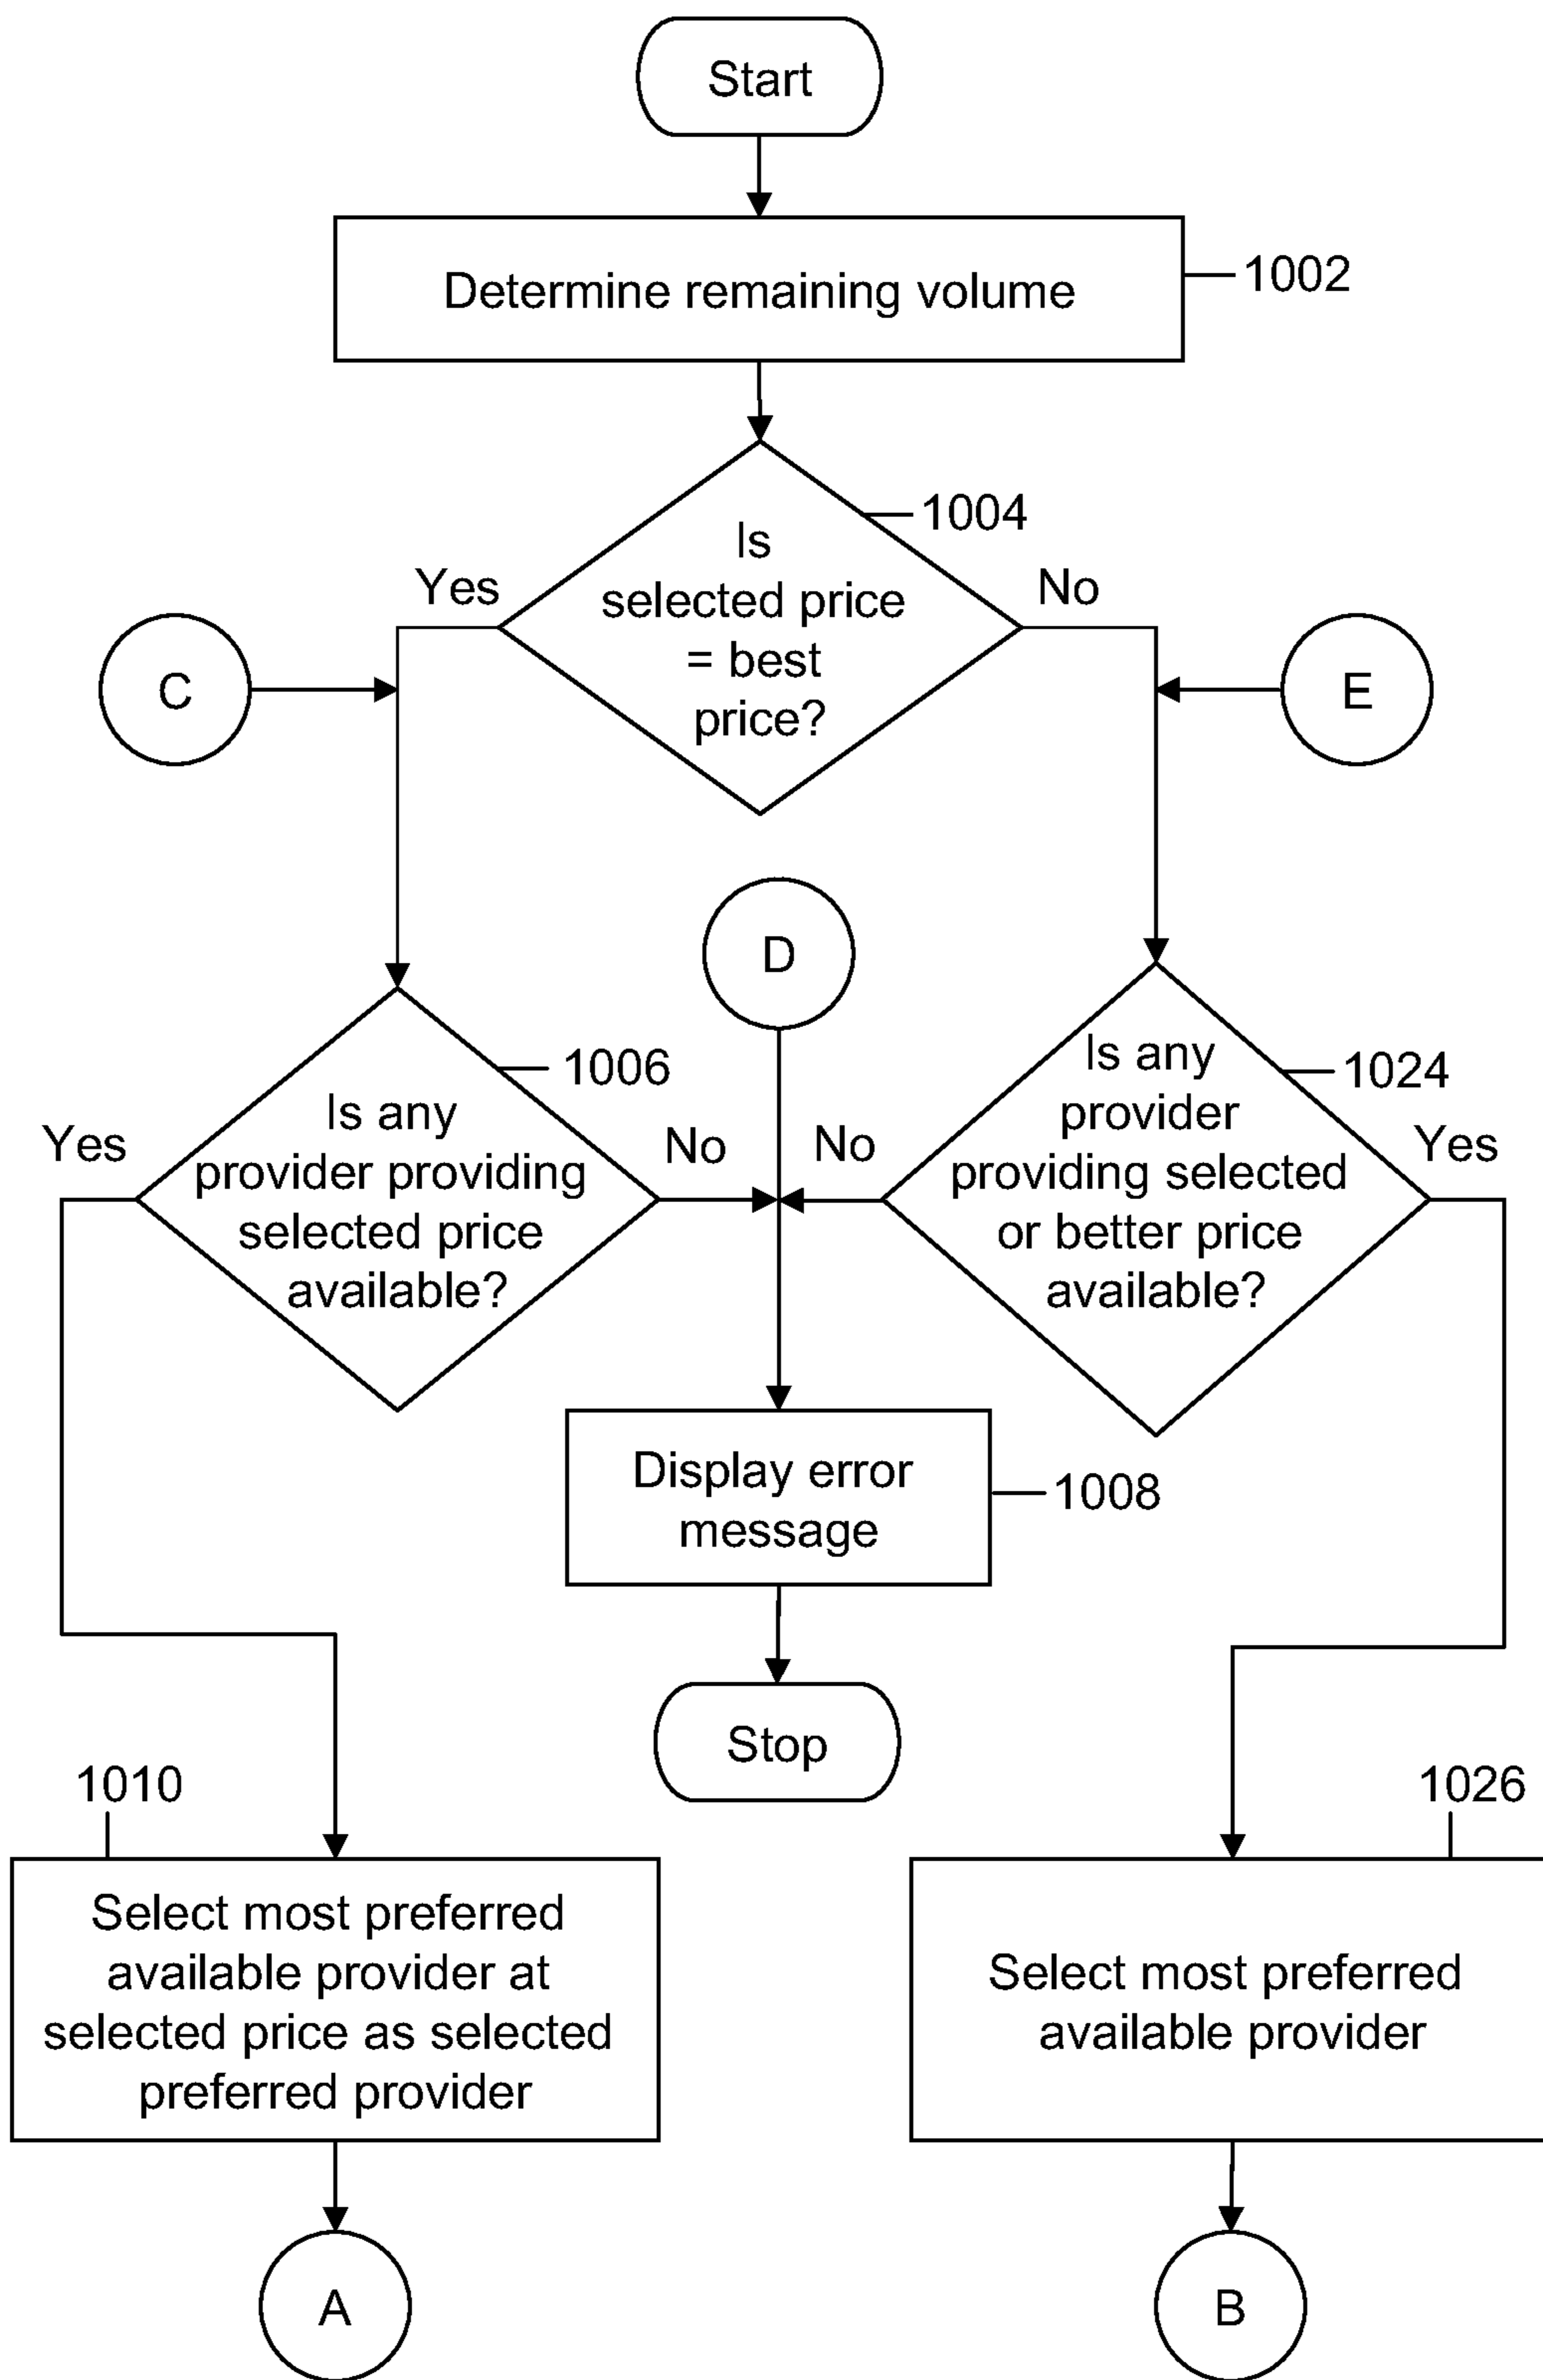 Start
Determine remaining volume
1002
1004
Is
selected price
= best
price?
Yes
No
C
E
D
1006
Is any
provider providing
selected price
available?
Yes
No
No
Is any
provider
providing selected
or better price
available?
1024
Yes
Display error
message
1008
Stop
1010
1026
Select most preferred
available provider at
selected price as selected
preferred provider
Select most preferred
available provider
A
B